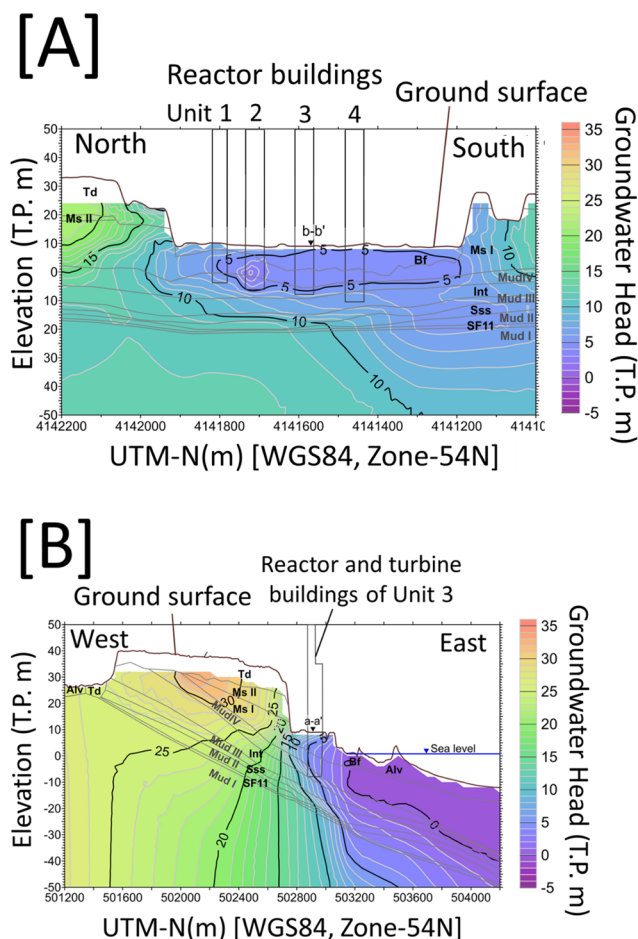 [A]
Reactor buildings
Unit 1 2 3 4
Ground surface
North
South
Td
Ms II
15
10
5
5
5
0
b-b'
5
5
5
Bf
Ms I
10
MudIV
Int
Mud III
Sss
Mud II
SF11
Mud I
10
10
50
40
30
20
10
0
10
20
30
40
-50
Elevation (T.P. m)
4142200 4142000 4141800 4141600 4141400 4141200 41410
UTM-N(m) [WGS84, Zone-54N]
35
30
25
20
15
10
5
0
-5
Groundwater Head (T.P. m)
[B]
Reactor and turbine
buildings of Unit 3
Ground surface
West
East
Td
Alv Td
Ms II
30
Ms I
25
MudIV
20
15
a-a'
5
Sea level
Mud III
Int
25
Mud II
Sss
Bf
Alv
Mud I
SF11
0
20
50
40
30
20
10
0
-10
-20
-30
-40
-50
Elevation (T.P. m)
501200 501600 502000 502400 502800 503200 503600 504000
UTM-N(m) [WGS84, Zone-54N]
35
30
25
20
15
10
5
0
-5
Groundwater Head (T.P. m)